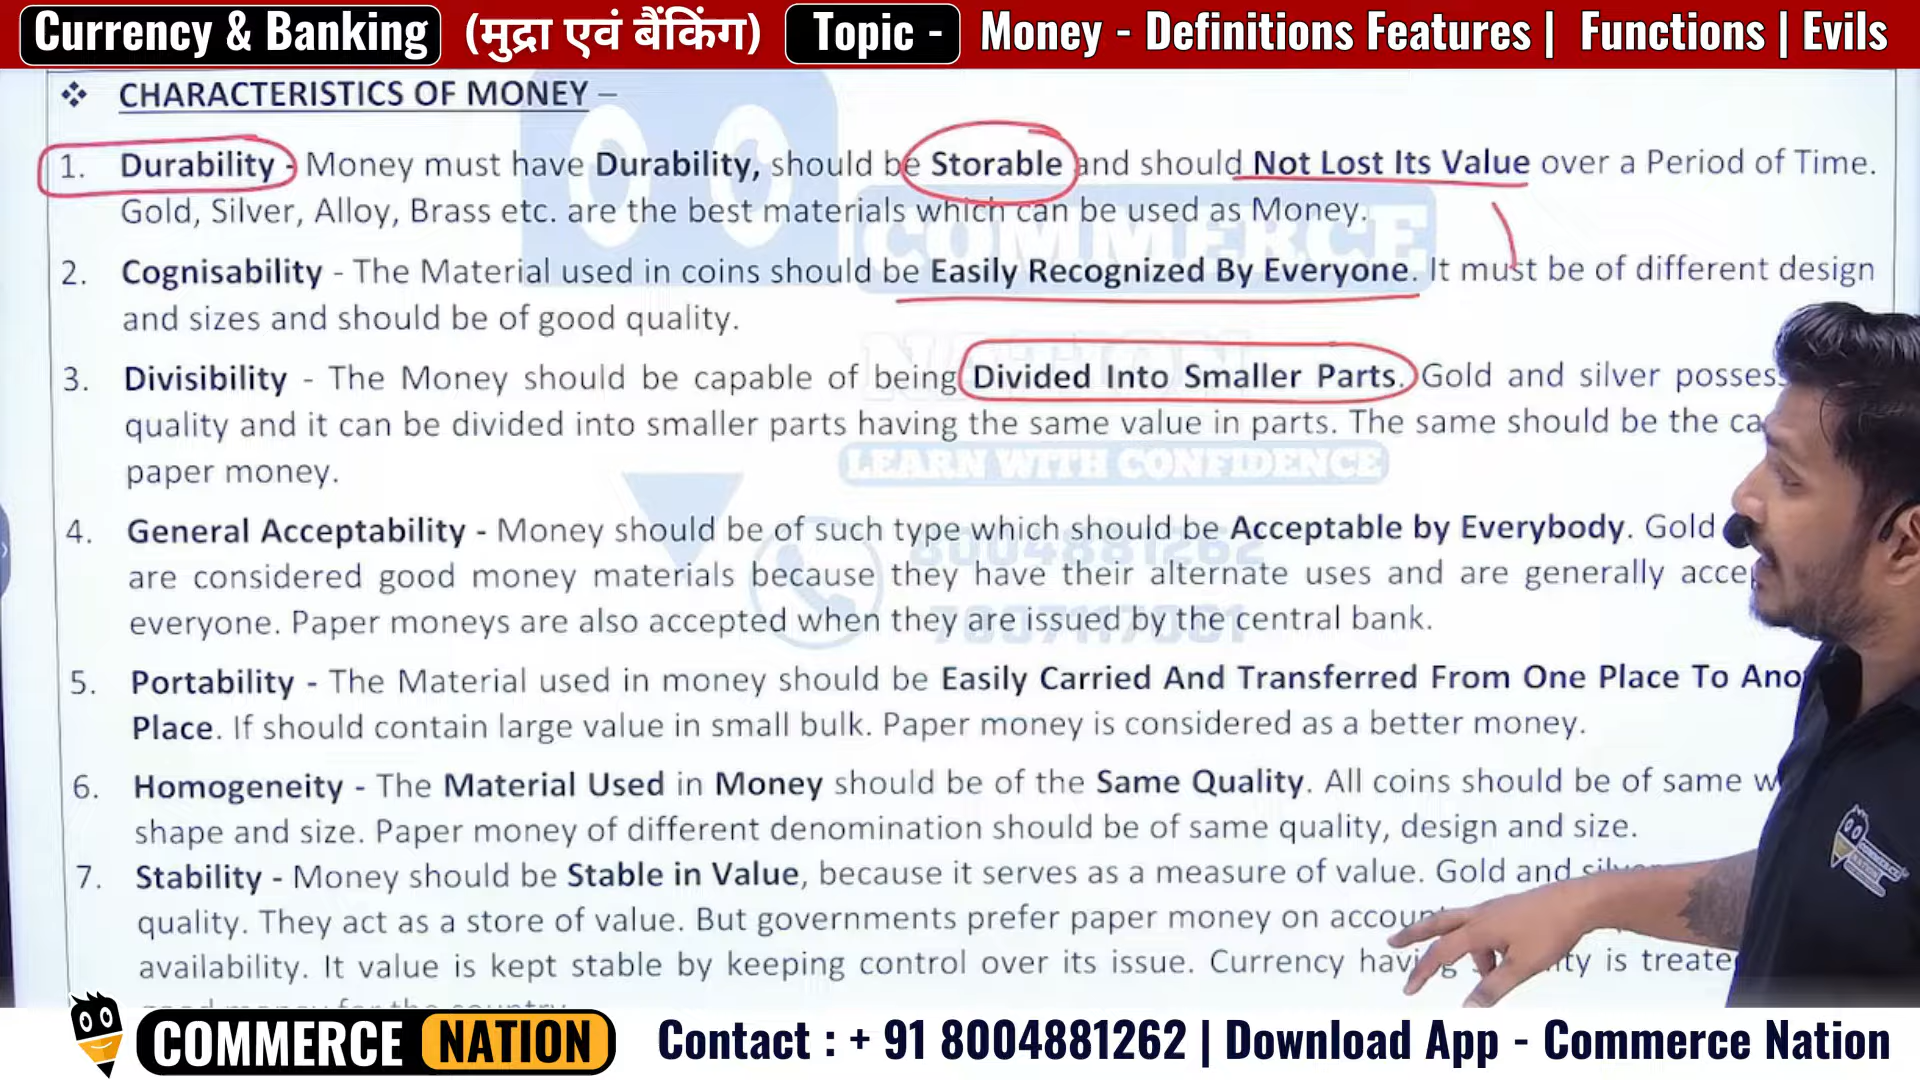 Currency & Banking (मुद्रा एवं बैंकिंग) Topic - Money - Definitions Features | Functions | Evils
❖ CHARACTERISTICS OF MONEY –
1. Durability - Money must have Durability, should be Storable and should Not Lost Its Value over a Period of Time.
Gold, Silver, Alloy, Brass etc. are the best materials which can be used as Money.
COMMERCE
2. Cognisability - The Material used in coins should be Easily Recognized By Everyone. It must be of different design
and sizes and should be of good quality.
NATION
3. Divisibility - The Money should be capable of being Divided Into Smaller Parts. Gold and silver possess
quality and it can be divided into smaller parts having the same value in parts. The same should be the ca
paper money.
LEARN WITH CONFIDENCE
4. General Acceptability - Money should be of such type which should be Acceptable by Everybody. Gold
8004881262
are considered good money materials because they have their alternate uses and are generally accep
everyone. Paper moneys are also accepted when they are issued by the central bank.
5. Portability - The Material used in money should be Easily Carried And Transferred From One Place To Ano
Place. If should contain large value in small bulk. Paper money is considered as a better money.
6. Homogeneity - The Material Used in Money should be of the Same Quality. All coins should be of same w
shape and size. Paper money of different denomination should be of same quality, design and size.
7. Stability - Money should be Stable in Value, because it serves as a measure of value. Gold and
quality. They act as a store of value. But governments prefer paper money on account
availability. It value is kept stable by keeping control over its issue. Currency having is treate
good money for the country.
COMMERCE NATION Contact : + 91 8004881262 | Download App - Commerce Nation